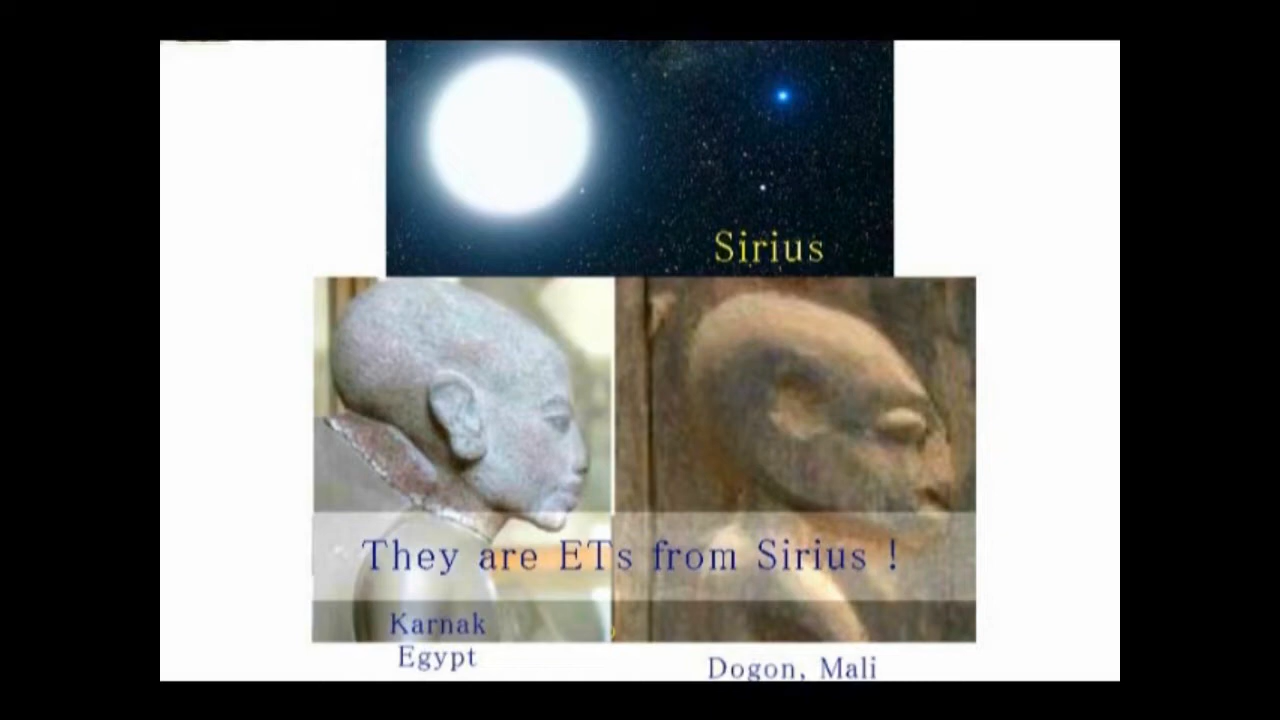 Sirius
They are ETs from Sirius !
Karnak
Egypt
Dogon, Mali